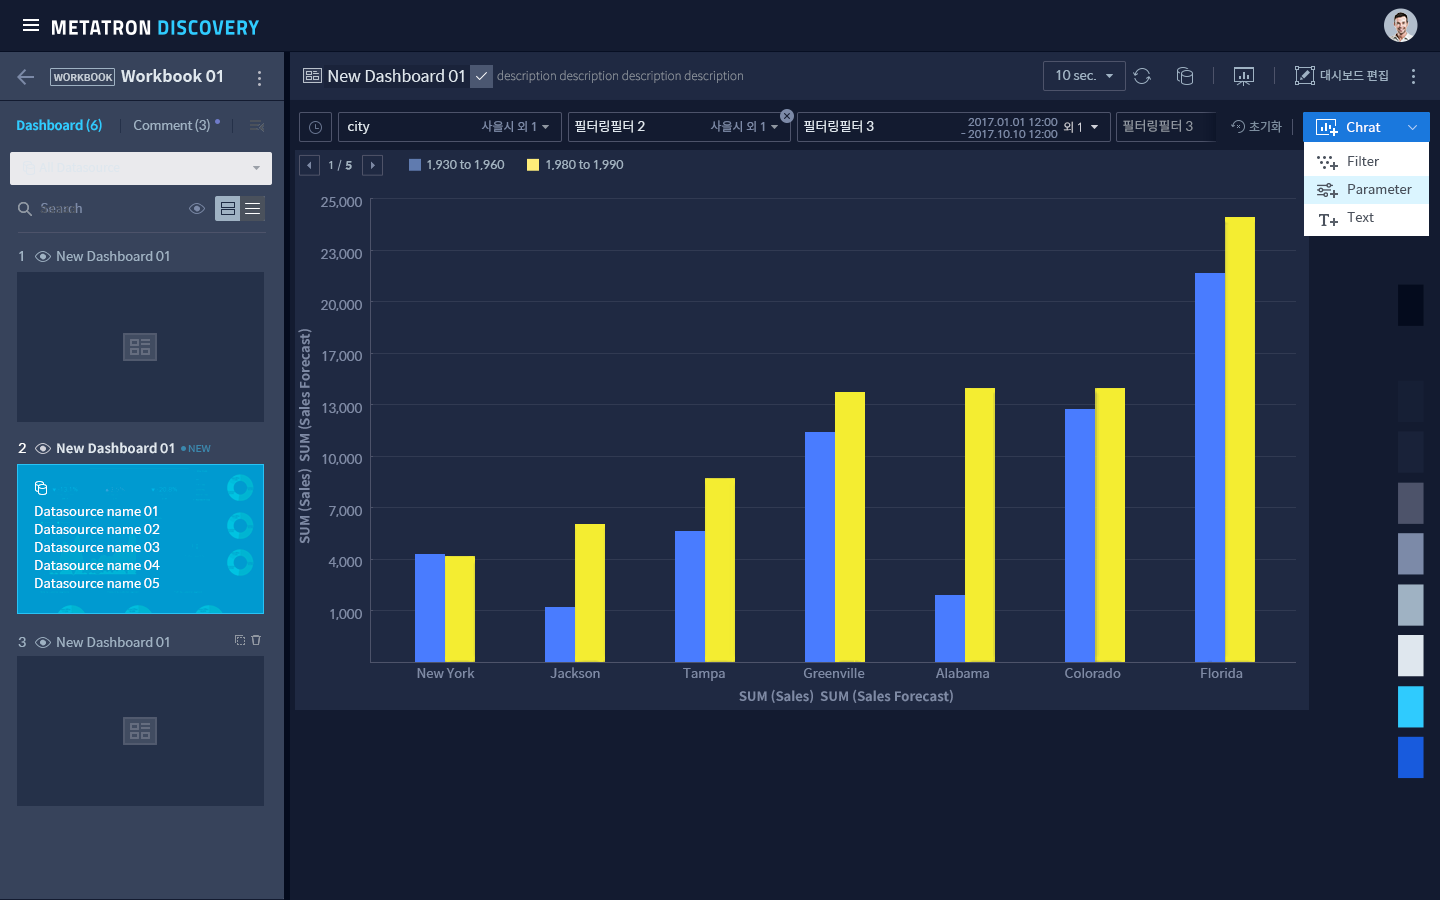 METATRON DISCOVERY
WORKBOOK Workbook 01
Dashboard (6) Comment (3)
Search
1 New Dashboard 01
2 New Dashboard 01 NEW
Datasource name 01
Datasource name 02
Datasource name 03
Datasource name 04
Datasource name 05
3 New Dashboard 01
New Dashboard 01 description description description description
10 sec. 대시보드 편집
city 사울시 외 1
필터링필터 2 사울시 외 1
필터링필터 3 2017.01.01 12:00
- 2017.10.10 12:00 외 1
필터링필터 3
초기화
Chrat
Filter
Parameter
Text
1 / 5
1,930 to 1,960 1,980 to 1,990
25,000
23,000
20,000
17,000
13,000
10,000
7,000
4,000
1,000
SUM (Sales) SUM (Sales Forecast)
New York Jackson Tampa Greenville Alabama Colorado Florida
SUM (Sales) SUM (Sales Forecast)